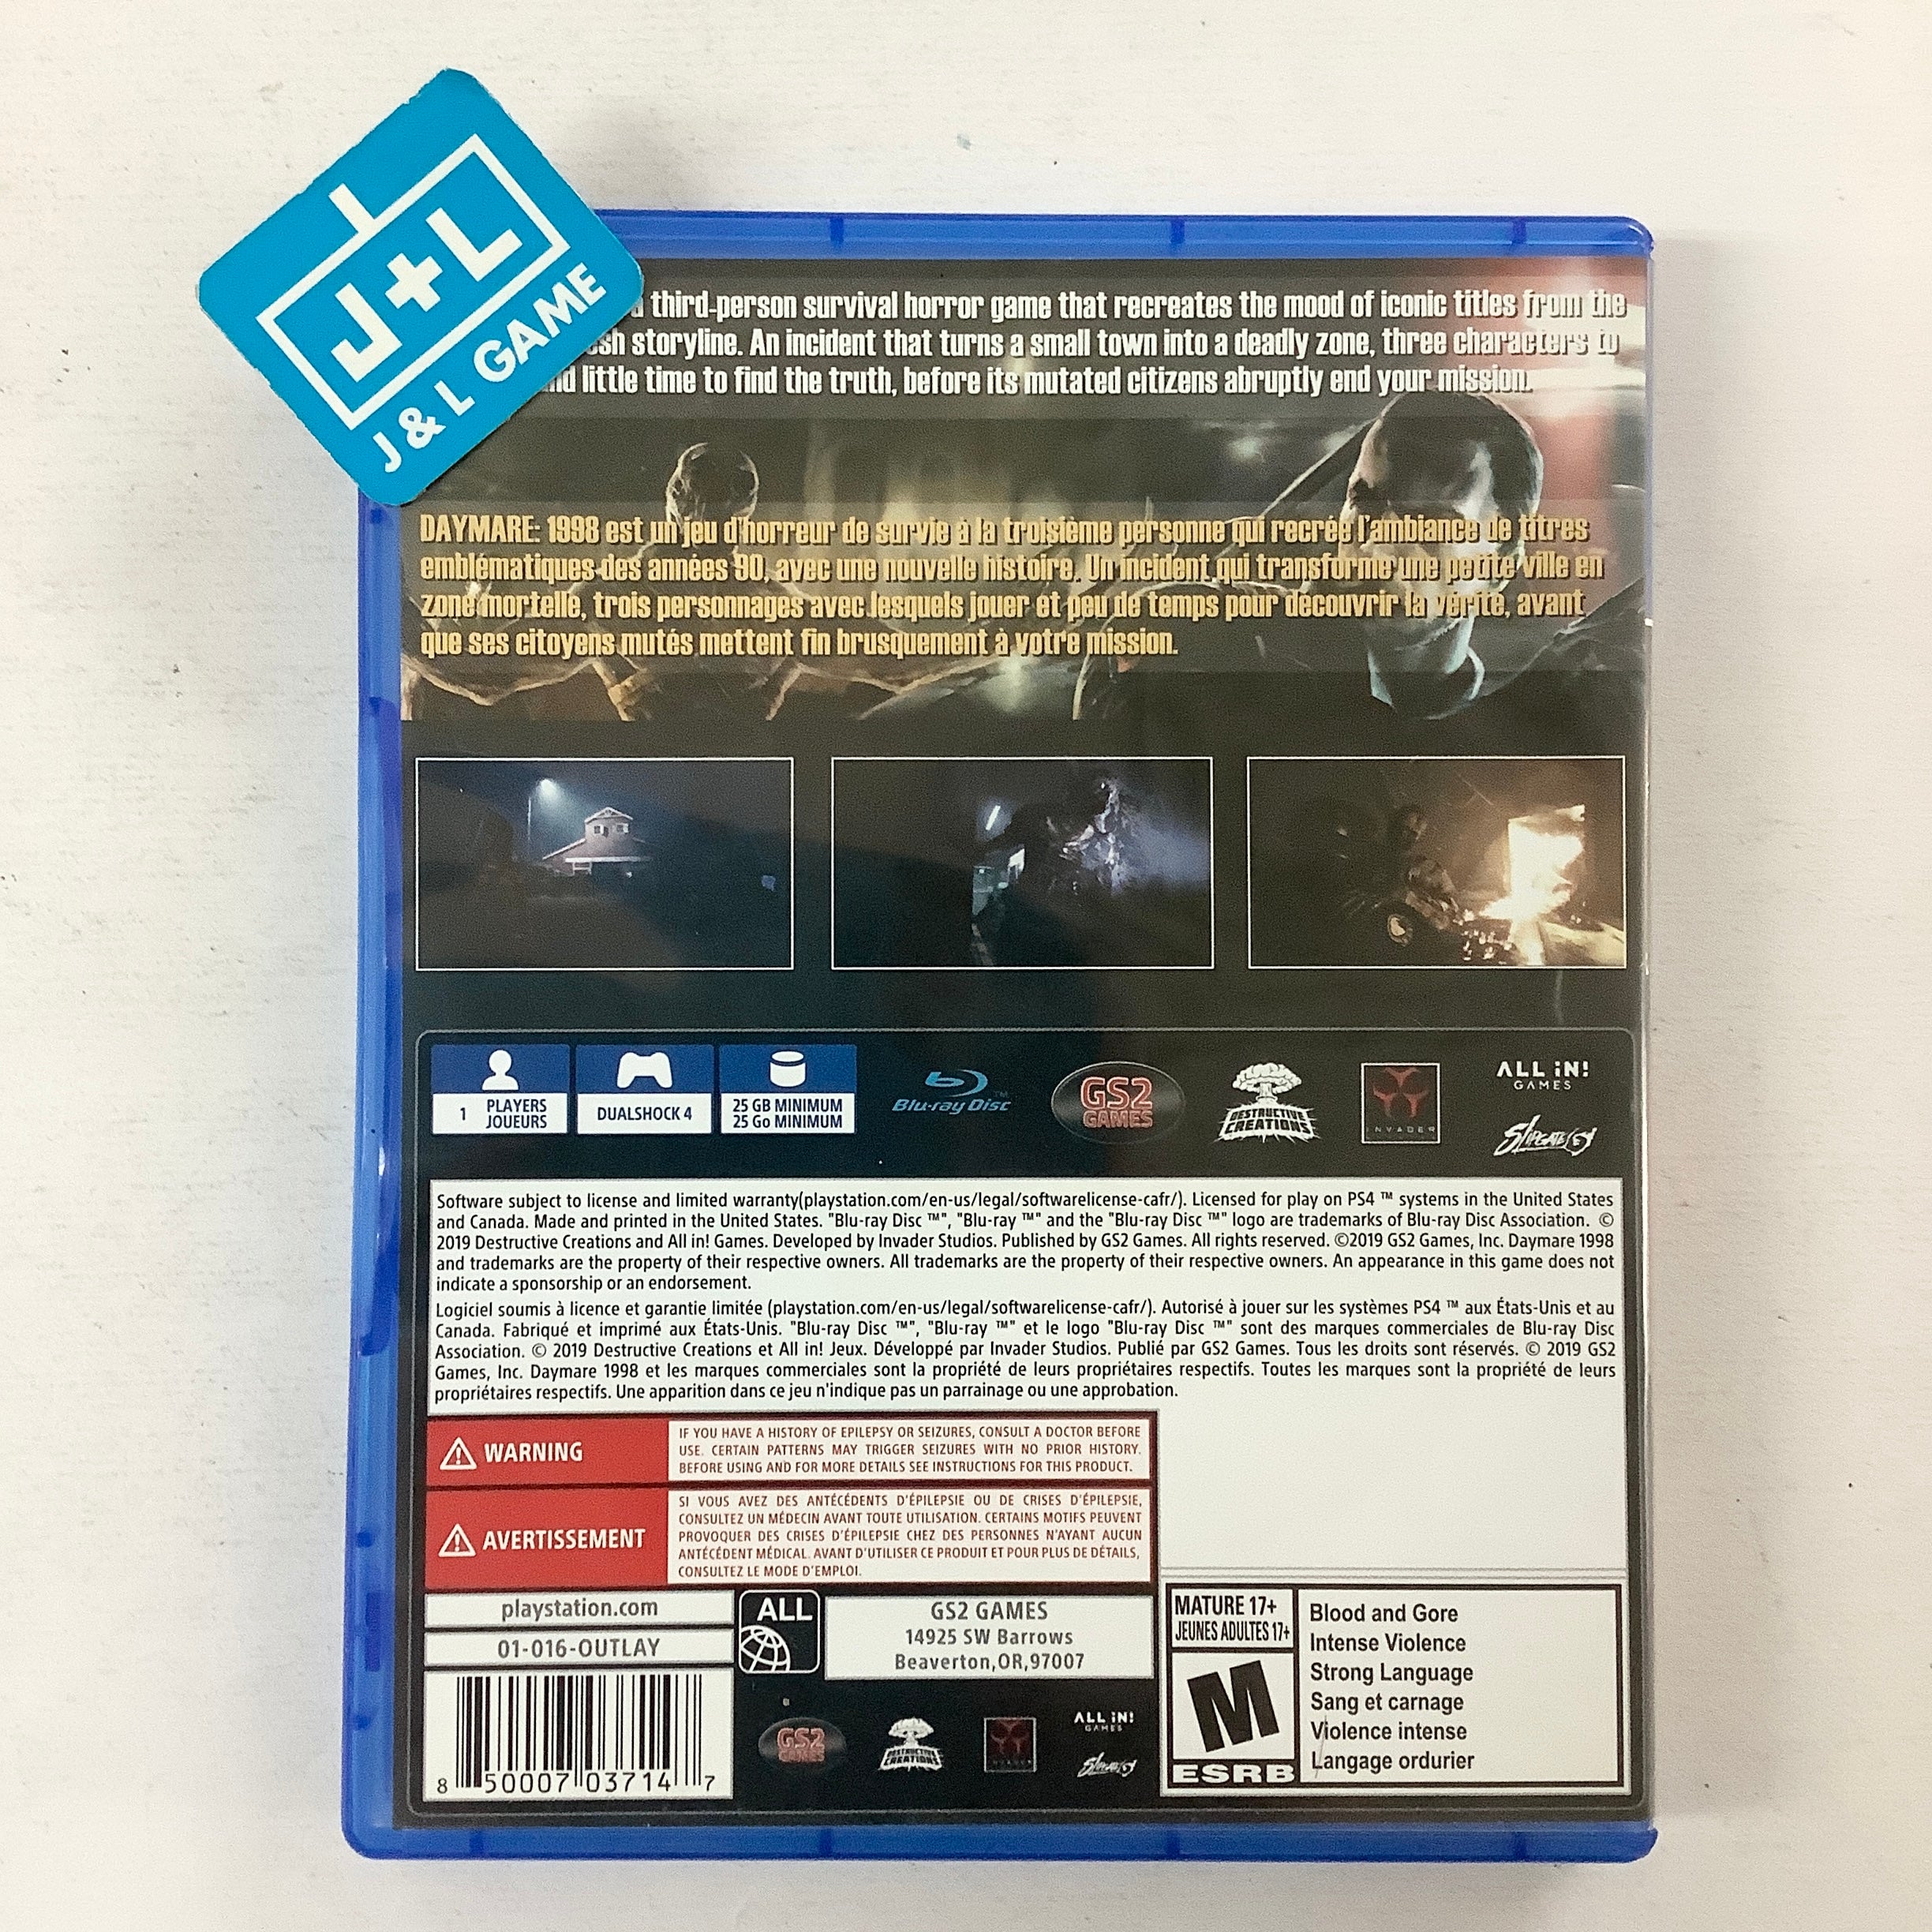 J+L
J & L GAME
third-person survival horror game that recreates the mood of iconic titles from the
storyline. An incident that turns a small town into a deadly zone, three characters to
little time to find the truth, before its mutated citizens abruptly end your mission.
DAYMARE: 1998 est un jeu d'horreur de survie à la troisième personne qui recrée l'ambiance de titres
emblématiques des années 90, avec une nouvelle histoire. Un incident qui transforme une petite ville en
zone mortelle, trois personnages avec lesquels jouer et peu de temps pour découvrir la vérité, avant
que ses citoyens mutés mettent fin brusquement à votre mission.
1 PLAYERS
JOUEURS
DUALSHOCK 4
25 GB MINIMUM
25 Go MINIMUM
Blu-ray Disc™
GS2
GAMES
DESTRUCTIVE
CREATIONS
INVADER
ALL iN!
GAMES
Software subject to license and limited warranty(playstation.com/en-us/legal/softwarelicense-cafr/). Licensed for play on PS4 ™ systems in the United States
and Canada. Made and printed in the United States. "Blu-ray Disc ™", "Blu-ray ™" and the "Blu-ray Disc ™" logo are trademarks of Blu-ray Disc Association. ©
2019 Destructive Creations and All in! Games. Developed by Invader Studios. Published by GS2 Games. All rights reserved. ©2019 GS2 Games, Inc. Daymare 1998
and trademarks are the property of their respective owners. All trademarks are the property of their respective owners. An appearance in this game does not
indicate a sponsorship or an endorsement.
Logiciel soumis à licence et garantie limitée (playstation.com/en-us/legal/softwarelicense-cafr/). Autorisé à jouer sur les systèmes PS4 ™ aux États-Unis et au
Canada. Fabriqué et imprimé aux États-Unis. "Blu-ray Disc ™", "Blu-ray ™" et le logo "Blu-ray Disc ™" sont des marques commerciales de Blu-ray Disc
Association. © 2019 Destructive Creations et All in! Jeux. Développé par Invader Studios. Publié par GS2 Games. Tous les droits sont réservés. © 2019 GS2
Games, Inc. Daymare 1998 et les marques commerciales sont la propriété de leurs propriétaires respectifs. Toutes les marques sont la propriété de leurs
propriétaires respectifs. Une apparition dans ce jeu n'indique pas un parrainage ou une approbation.
WARNING
IF YOU HAVE A HISTORY OF EPILEPSY OR SEIZURES, CONSULT A DOCTOR BEFORE
USE. CERTAIN PATTERNS MAY TRIGGER SEIZURES WITH NO PRIOR HISTORY.
BEFORE USING AND FOR MORE DETAILS SEE INSTRUCTIONS FOR THIS PRODUCT.
AVERTISSEMENT
SI VOUS AVEZ DES ANTÉCÉDENTS D'ÉPILEPSIE OU DE CRISES D'ÉPILEPSIE,
CONSULTEZ UN MÉDECIN AVANT TOUTE UTILISATION. CERTAINS MOTIFS PEUVENT
PROVOQUER DES CRISES D'ÉPILEPSIE CHEZ DES PERSONNES N'AYANT AUCUN
ANTÉCÉDENT MÉDICAL. AVANT D'UTILISER CE PRODUIT ET POUR PLUS DE DÉTAILS,
CONSULTEZ LE MODE D'EMPLOI.
playstation.com
01-016-OUTLAY
8 50007 03714 7
ALL
GS2 GAMES
14925 SW Barrows
Beaverton,OR,97007
GS2
GAMES
DESTRUCTIVE
CREATIONS
INVADER
ALL iN!
GAMES
MATURE 17+
JEUNES ADULTES 17+
M
ESRB
Blood and Gore
Intense Violence
Strong Language
Sang et carnage
Violence intense
Langage ordurier